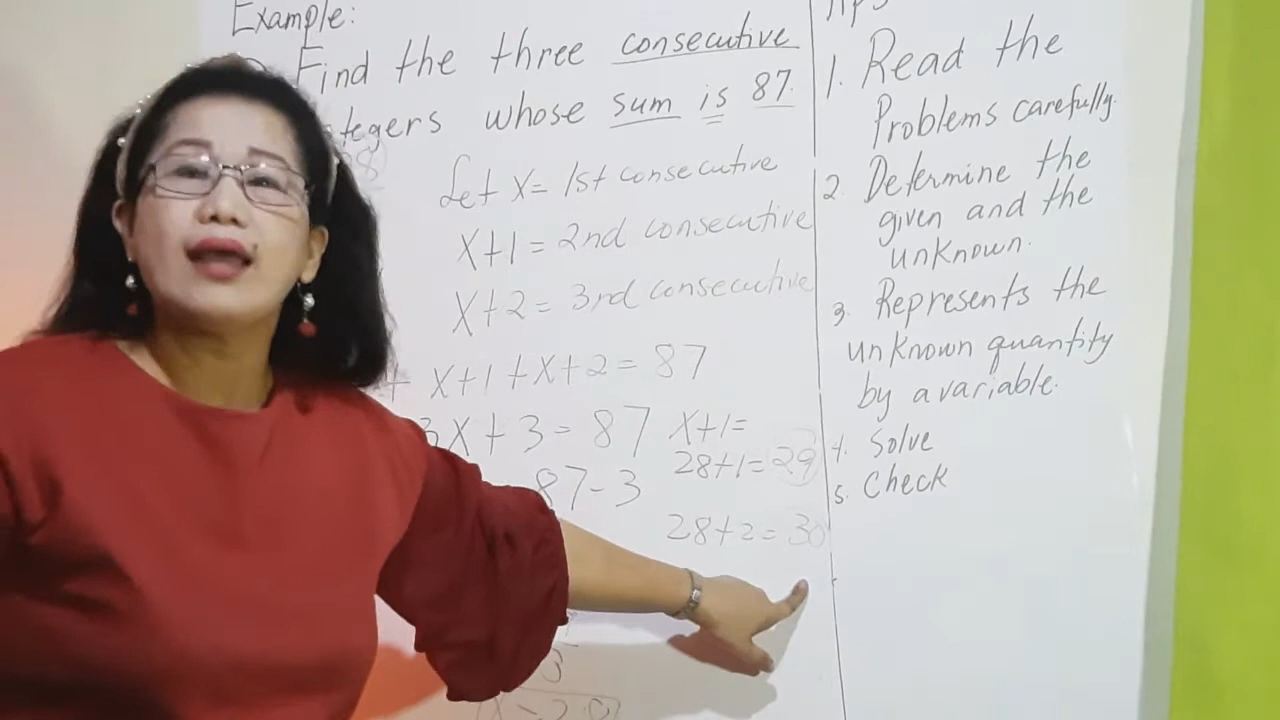 Example:
Find the three consecutive
tegers whose sum is 87.
Let X = 1st consecutive
X+1 = 2nd consecutive
X+2 = 3rd consecutive
+ X+1 + X+2 = 87
3X + 3 = 87
87-3
3
X+1=
28+1=29
28+2=30
1. Read the
Problems carefully.
2. Determine the
given and the
unknown.
3. Represents the
unknown quantity
by a variable.
4. Solve
5. Check